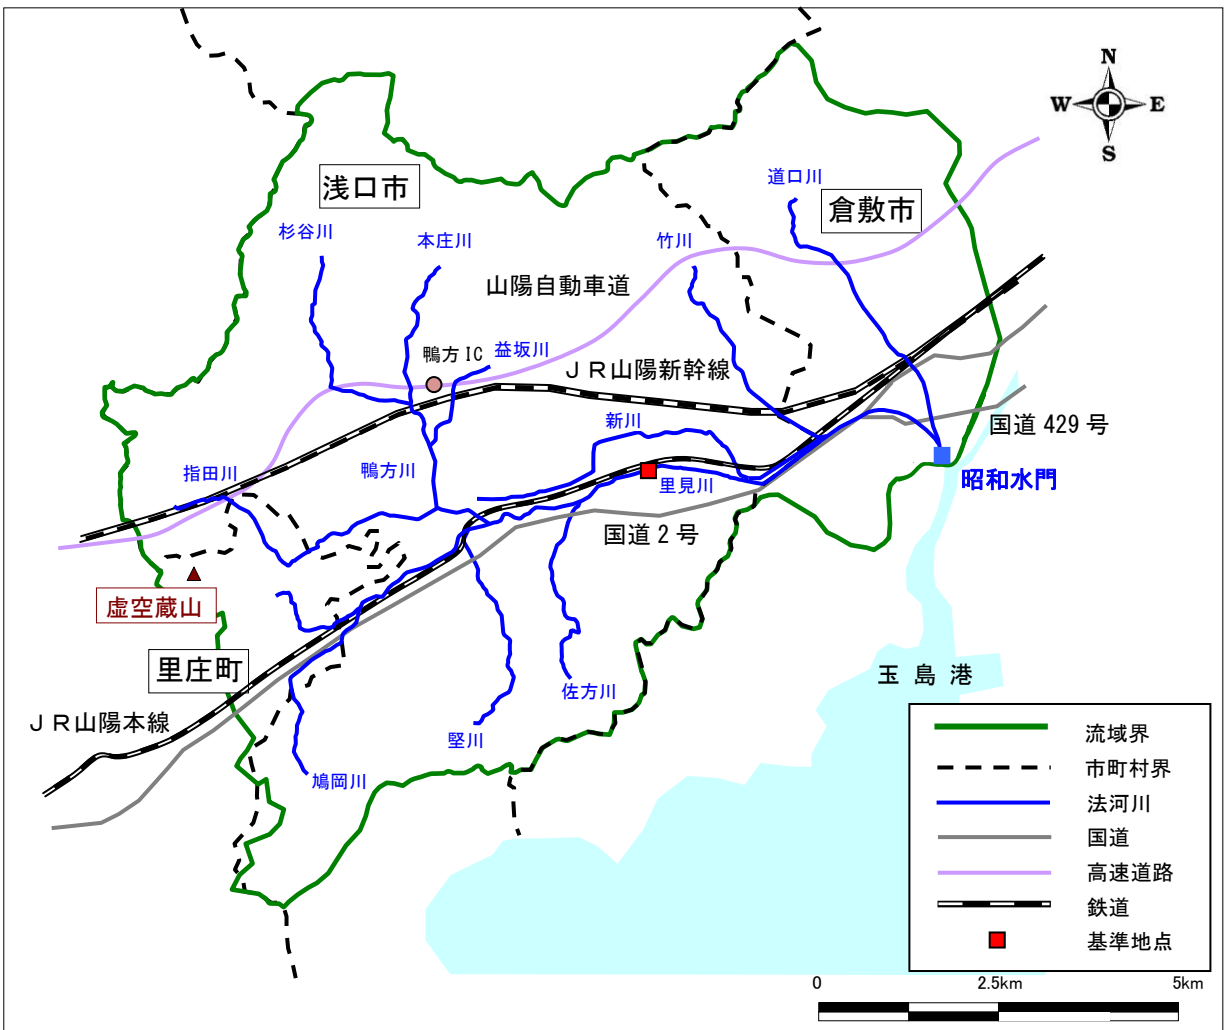 N
W
E
S
道口川
浅口市
倉敷市
杉谷川
本庄川
竹川
山陽自動車道
鴨方IC
益坂川
JR山陽新幹線
新川
国道 429 号
指田川
鴨方川
里見川
昭和水門
国道 2 号
虚空蔵山
里庄町
玉 島 港
佐方川
JR山陽本線
堅川
鳩岡川
流域界
市町村界
法河川
国道
高速道路
鉄道
基準地点
0
2.5km
5km